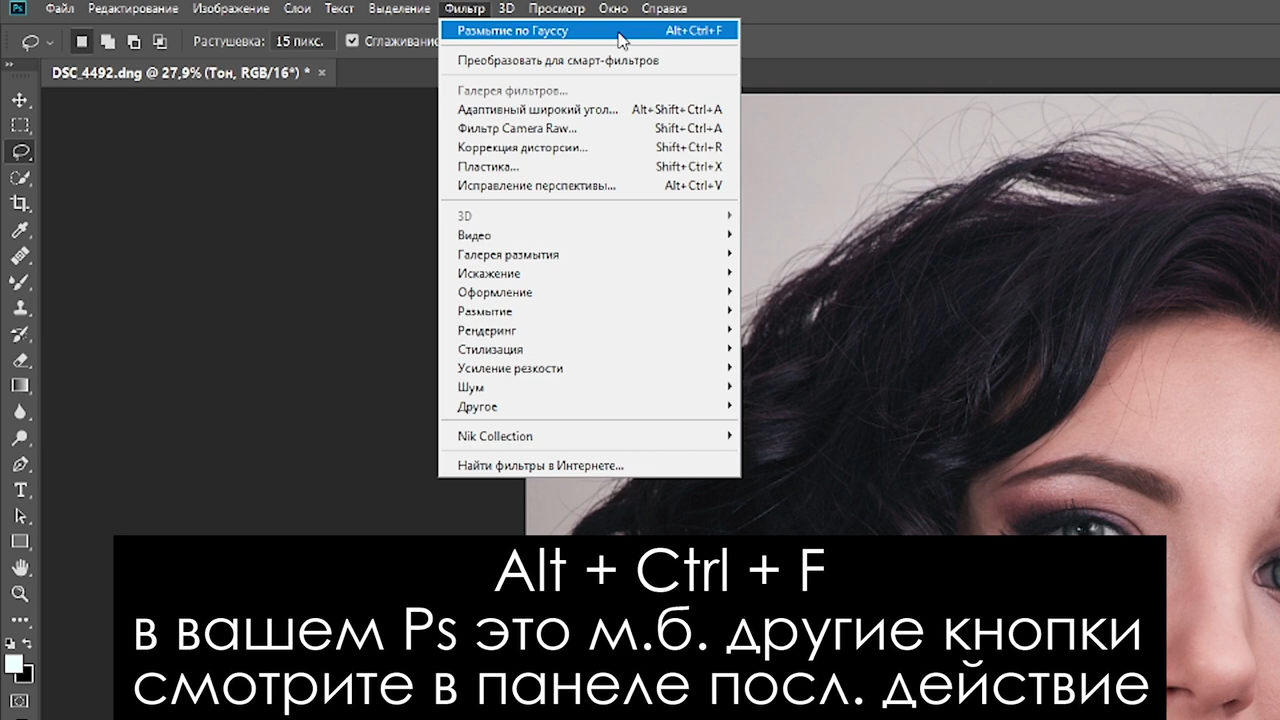 Ps Файл Редактирование Изображение Слои Текст Выделение Фильтр 3D Просмотр Окно Справка
Растушевка: 15 пикс. Сглаживание
DSC_4492.dng @ 27,9% (Тон, RGB/16*) * ×
Размытие по Гауссу Alt+Ctrl+F
Преобразовать для смарт-фильтров
Галерея фильтров...
Адаптивный широкий угол... Alt+Shift+Ctrl+A
Фильтр Camera Raw... Shift+Ctrl+A
Коррекция дисторсии... Shift+Ctrl+R
Пластика... Shift+Ctrl+X
Исправление перспективы... Alt+Ctrl+V
3D
Видео
Галерея размытия
Искажение
Оформление
Размытие
Рендеринг
Стилизация
Усиление резкости
Шум
Другое
Nik Collection
Найти фильтры в Интернете...
Alt + Ctrl + F
в вашем Ps это м.б. другие кнопки
смотрите в панеле посл. действие